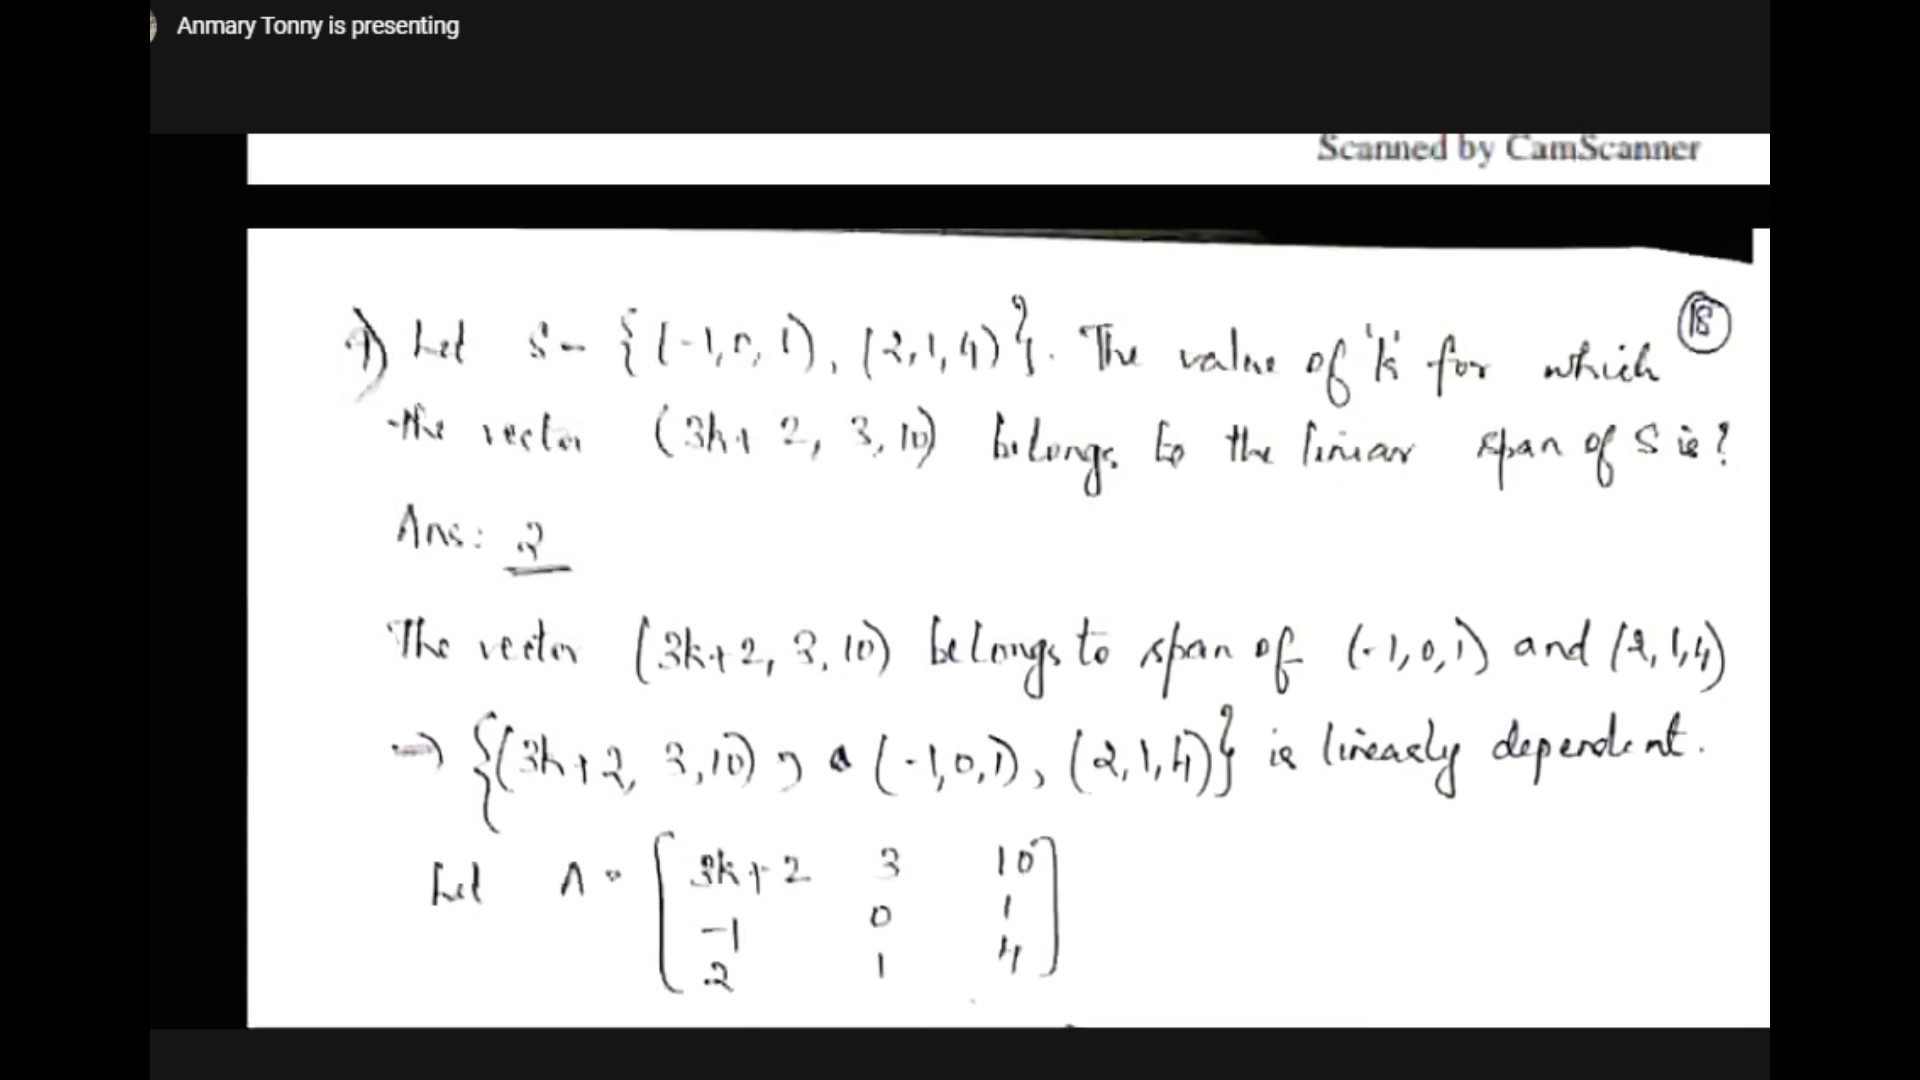 Anmary Tonny is presenting
Scanned by CamScanner
18
7) Let S = {(-1, 0, 1), (2, 1, 4)}. The value of 'k' for which
the vector (3k+2, 3, 10) belongs to the linear span of S is?
Ans: 2
The vector (3k+2, 3, 10) belongs to span of (-1, 0, 1) and (2, 1, 4)
⇒ {(3k+2, 3, 10), (-1, 0, 1), (2, 1, 4)} is linearly dependent.
Let A = [ 3k+2 3 10
-1 0 1
2 1 4 ]